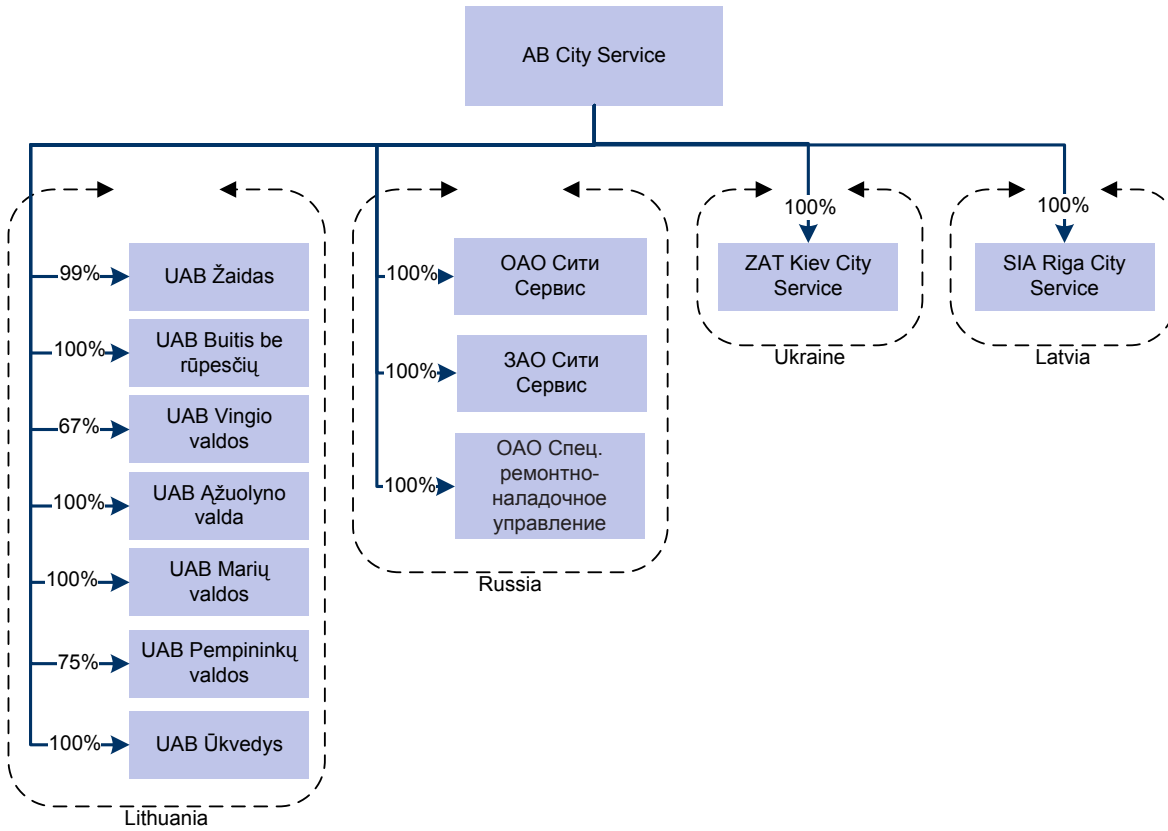 AB City Service
100%
100%
99%
UAB Žaidas
100%
ОАО Сити
Сервис
ZAT Kiev City
Service
SIA Riga City
Service
100%
UAB Buitis be
rūpesčių
100%
ЗАО Сити
Сервис
Ukraine
Latvia
67%
UAB Vingio
valdos
100%
ОАО Спец.
ремонтно-
наладочное
управление
100%
UAB Ąžuolyno
valda
100%
UAB Marių
valdos
Russia
75%
UAB Pempininkų
valdos
100%
UAB Ūkvedys
Lithuania